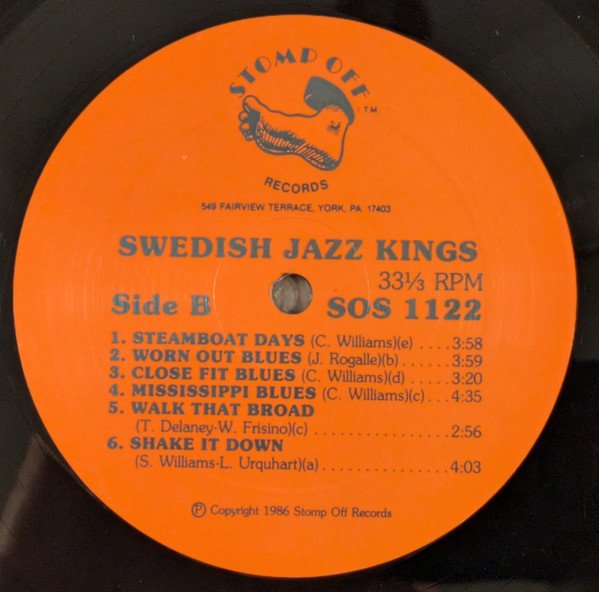 STOMP OFF
TM
RECORDS
549 FAIRVIEW TERRACE, YORK, PA. 17403
SWEDISH JAZZ KINGS
33⅓ RPM
Side B SOS 1122
1. STEAMBOAT DAYS (C. Williams)(e) ....3:58
2. WORN OUT BLUES (J. Rogalle)(b) ......3:59
3. CLOSE FIT BLUES (C. Williams)(d) .....3:20
4. MISSISSIPPI BLUES (C. Williams)(c) ...4:35
5. WALK THAT BROAD
(T. Delaney-W. Frisino)(c) ..................2:56
6. SHAKE IT DOWN
(S. Williams-L. Urquhart)(a) ................4:03
Ⓟ Copyright 1986 Stomp Off Records